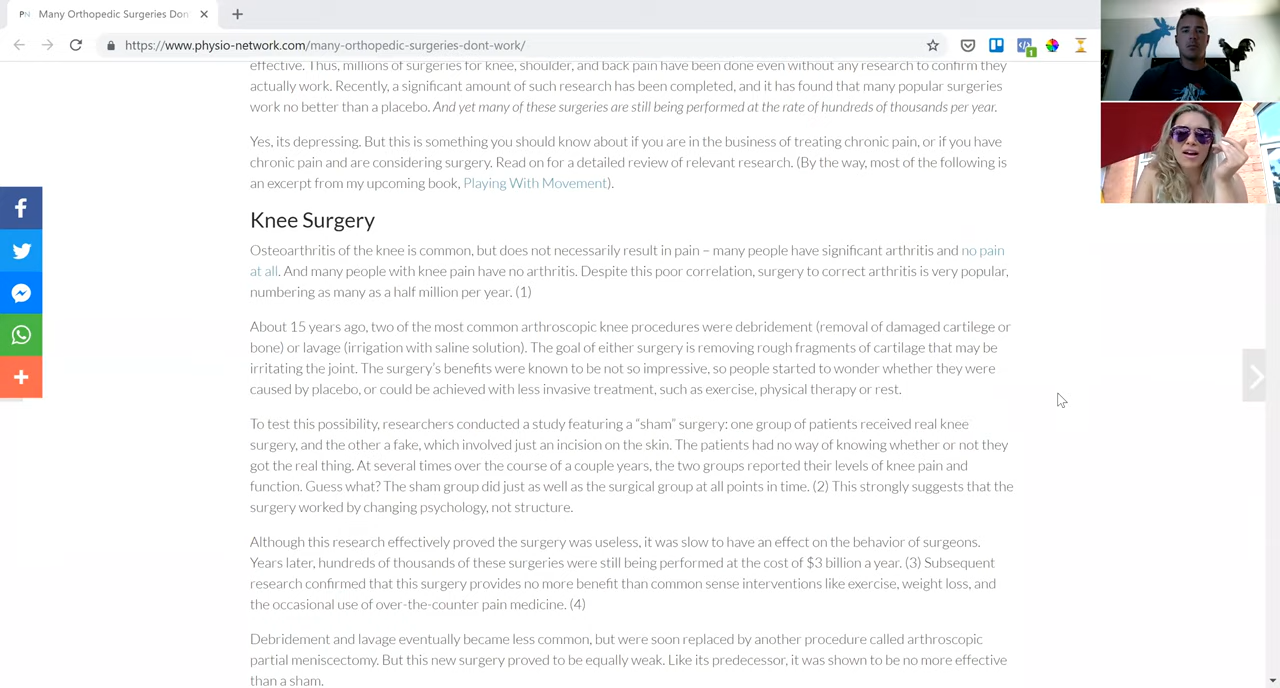 PN Many Orthopedic Surgeries Don
https://www.physio-network.com/many-orthopedic-surgeries-dont-work/
1
effective. Thus, millions of surgeries for knee, shoulder, and back pain have been done even without any research to confirm they
actually work. Recently, a significant amount of such research has been completed, and it has found that many popular surgeries
work no better than a placebo. And yet many of these surgeries are still being performed at the rate of hundreds of thousands per year.
Yes, its depressing. But this is something you should know about if you are in the business of treating chronic pain, or if you have
chronic pain and are considering surgery. Read on for a detailed review of relevant research. (By the way, most of the following is
an excerpt from my upcoming book, Playing With Movement).
Knee Surgery
Osteoarthritis of the knee is common, but does not necessarily result in pain – many people have significant arthritis and no pain
at all. And many people with knee pain have no arthritis. Despite this poor correlation, surgery to correct arthritis is very popular,
numbering as many as a half million per year. (1)
About 15 years ago, two of the most common arthroscopic knee procedures were debridement (removal of damaged cartilege or
bone) or lavage (irrigation with saline solution). The goal of either surgery is removing rough fragments of cartilage that may be
irritating the joint. The surgery's benefits were known to be not so impressive, so people started to wonder whether they were
caused by placebo, or could be achieved with less invasive treatment, such as exercise, physical therapy or rest.
To test this possibility, researchers conducted a study featuring a "sham" surgery: one group of patients received real knee
surgery, and the other a fake, which involved just an incision on the skin. The patients had no way of knowing whether or not they
got the real thing. At several times over the course of a couple years, the two groups reported their levels of knee pain and
function. Guess what? The sham group did just as well as the surgical group at all points in time. (2) This strongly suggests that the
surgery worked by changing psychology, not structure.
Although this research effectively proved the surgery was useless, it was slow to have an effect on the behavior of surgeons.
Years later, hundreds of thousands of these surgeries were still being performed at the cost of $3 billion a year. (3) Subsequent
research confirmed that this surgery provides no more benefit than common sense interventions like exercise, weight loss, and
the occasional use of over-the-counter pain medicine. (4)
Debridement and lavage eventually became less common, but were soon replaced by another procedure called arthroscopic
partial meniscectomy. But this new surgery proved to be equally weak. Like its predecessor, it was shown to be no more effective
than a sham.